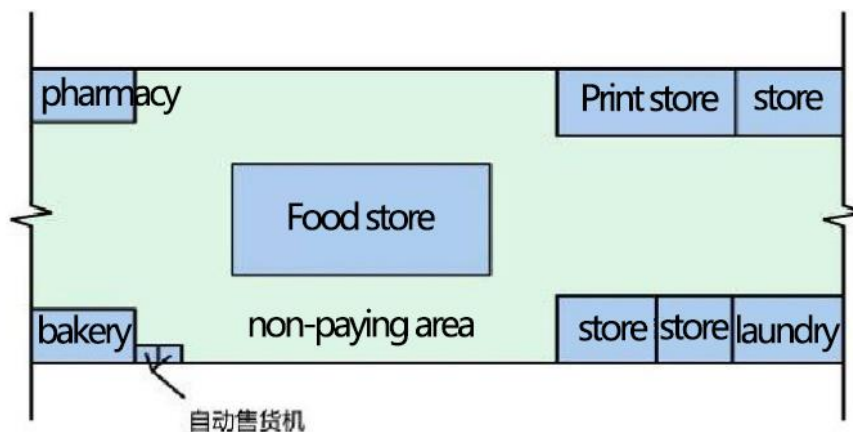 pharmacy
Print store
store
Food store
bakery
non-paying area
store
store
laundry
自动售货机